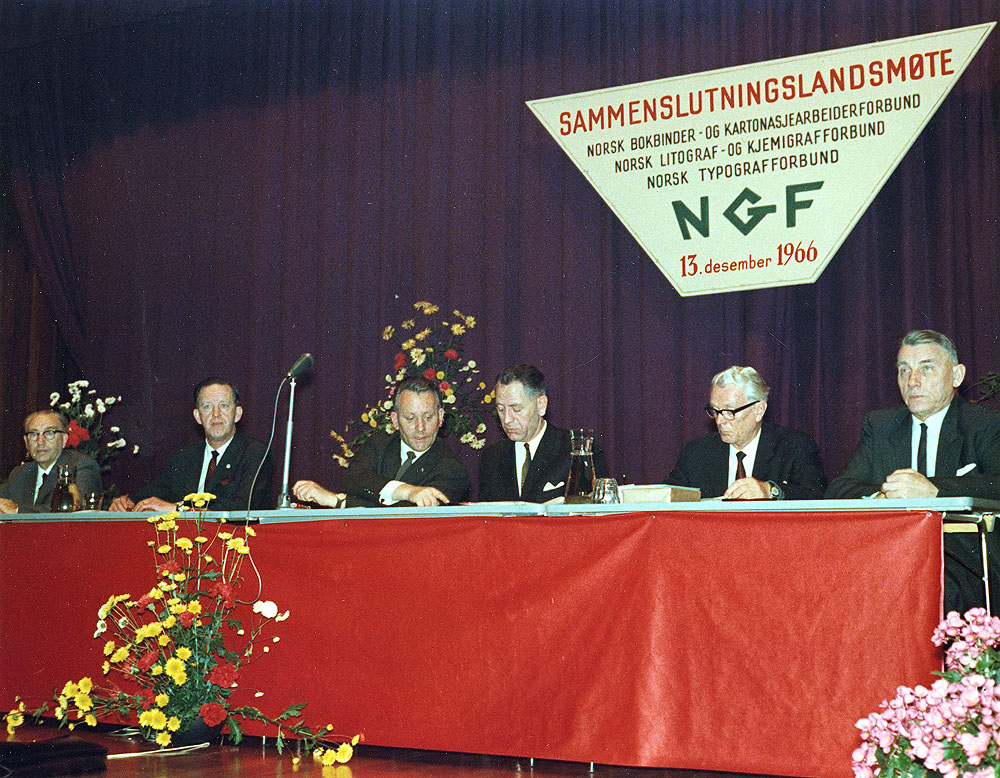 SAMMENSLUTNINGSLANDSMØTE
NORSK BOKBINDER- OG KARTONASJEARBEIDERFORBUND
NORSK LITOGRAF- OG KJEMIGRAFFORBUND
NORSK TYPOGRAFFORBUND
NGF
13. desember 1966